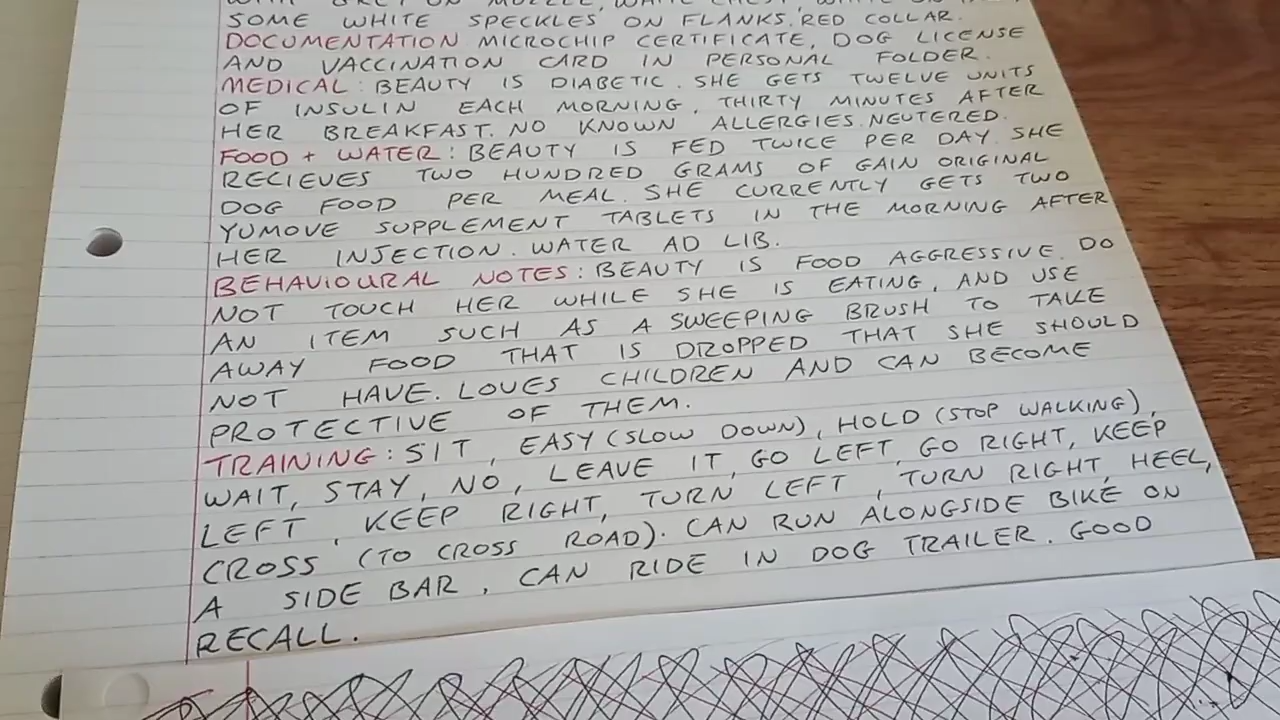 SOME WHITE SPECKLES ON FLANKS. RED COLLAR.
DOCUMENTATION MICROCHIP CERTIFICATE, DOG LICENSE
AND VACCINATION CARD IN PERSONAL FOLDER.
MEDICAL: BEAUTY IS DIABETIC. SHE GETS TWELVE UNITS
OF INSULIN EACH MORNING, THIRTY MINUTES AFTER
HER BREAKFAST. NO KNOWN ALLERGIES. NEUTERED.
FOOD + WATER: BEAUTY IS FED TWICE PER DAY. SHE
RECIEVES TWO HUNDRED GRAMS OF GAIN ORIGINAL
DOG FOOD PER MEAL. SHE CURRENTLY GETS TWO
YUMOVE SUPPLEMENT TABLETS IN THE MORNING AFTER
HER INJECTION. WATER AD LIB.
BEHAVIOURAL NOTES: BEAUTY IS FOOD AGGRESSIVE. DO
NOT TOUCH HER WHILE SHE IS EATING, AND USE
AN ITEM SUCH AS A SWEEPING BRUSH TO TAKE
AWAY FOOD THAT IS DROPPED THAT SHE SHOULD
NOT HAVE. LOVES CHILDREN AND CAN BECOME
PROTECTIVE OF THEM.
TRAINING: SIT, EASY (SLOW DOWN), HOLD (STOP WALKING),
WAIT, STAY, NO, LEAVE IT, GO LEFT, GO RIGHT, KEEP
LEFT, KEEP RIGHT, TURN LEFT, TURN RIGHT, HEEL,
CROSS (TO CROSS ROAD). CAN RUN ALONGSIDE BIKE ON
A SIDE BAR, CAN RIDE IN DOG TRAILER. GOOD
RECALL.